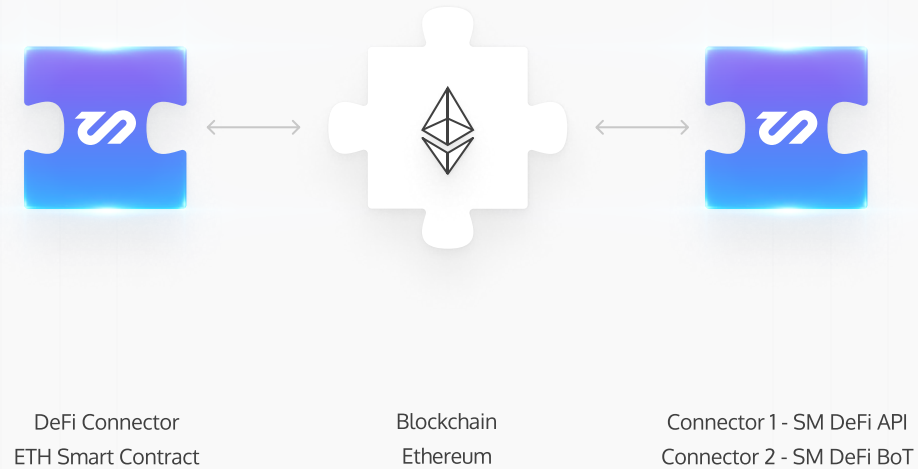 DeFi Connector
ETH Smart Contract
Blockchain
Ethereum
Connector 1 - SM DeFi API
Connector 2 - SM DeFi BoT